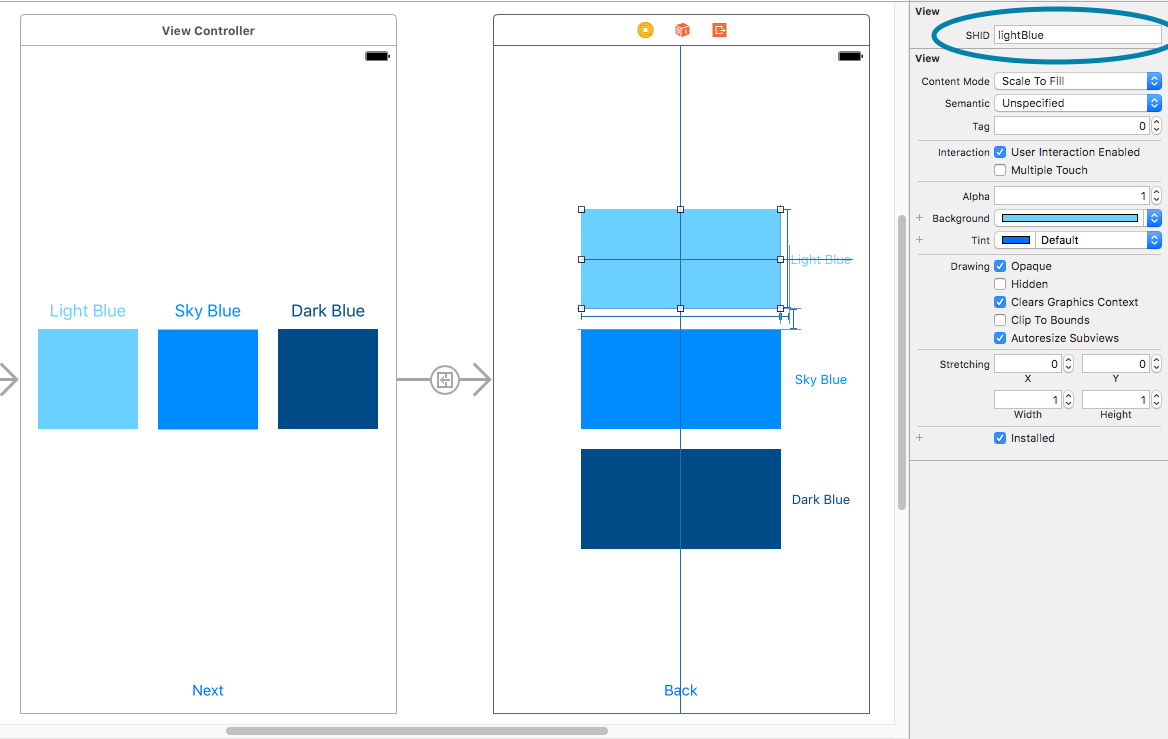 View Controller
Light Blue Sky Blue Dark Blue
Next
Light Blue
Sky Blue
Dark Blue
Back
View
SHID lightBlue
View
Content Mode Scale To Fill
Semantic Unspecified
Tag 0
Interaction User Interaction Enabled
Multiple Touch
Alpha 1
Background
Tint Default
Drawing Opaque
Hidden
Clears Graphics Context
Clip To Bounds
Autoresize Subviews
Stretching 0 0
X Y
1 1
Width Height
Installed